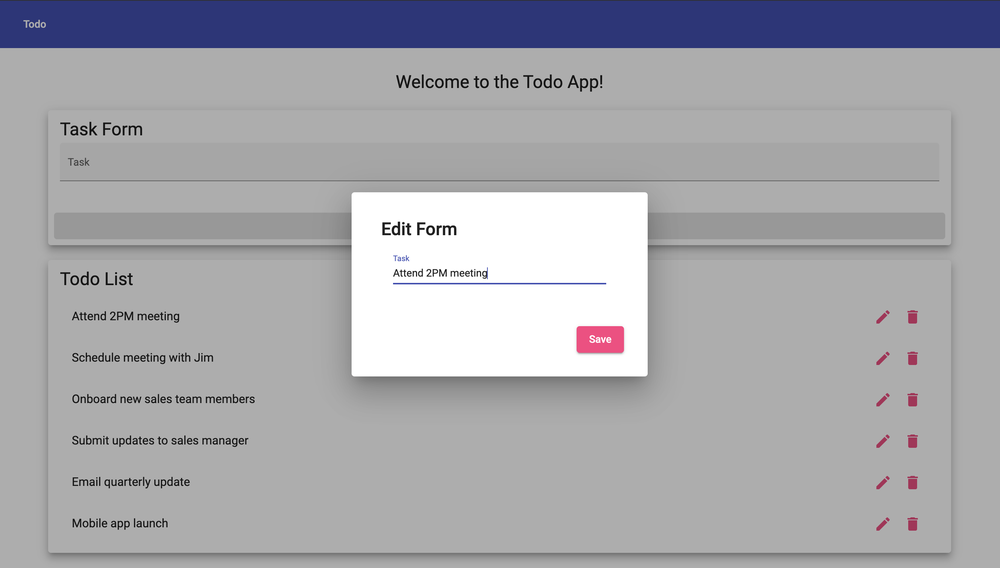 Todo
Welcome to the Todo App!
Task Form
Task
Edit Form
Task
Attend 2PM meeting
Save
Todo List
Attend 2PM meeting
Schedule meeting with Jim
Onboard new sales team members
Submit updates to sales manager
Email quarterly update
Mobile app launch